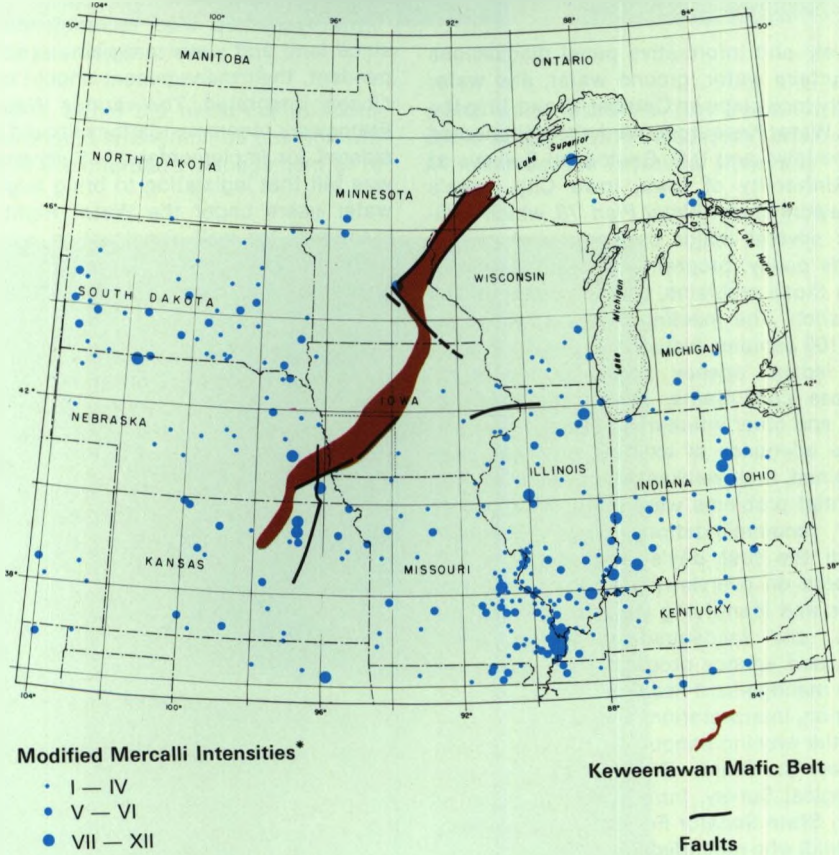 104°
100°
96°
92°
88°
84°
50°
50°
MANITOBA
ONTARIO
Lake Superior
NORTH DAKOTA
MINNESOTA
46°
46°
Lake Huron
WISCONSIN
SOUTH DAKOTA
Lake Michigan
MICHIGAN
42°
42°
IOWA
NEBRASKA
ILLINOIS
INDIANA
OHIO
KANSAS
MISSOURI
38°
38°
KENTUCKY
104°
100°
96°
92°
88°
84°
Modified Mercalli Intensities*
I — IV
V — VI
VII — XII
Keweenawan Mafic Belt
Faults